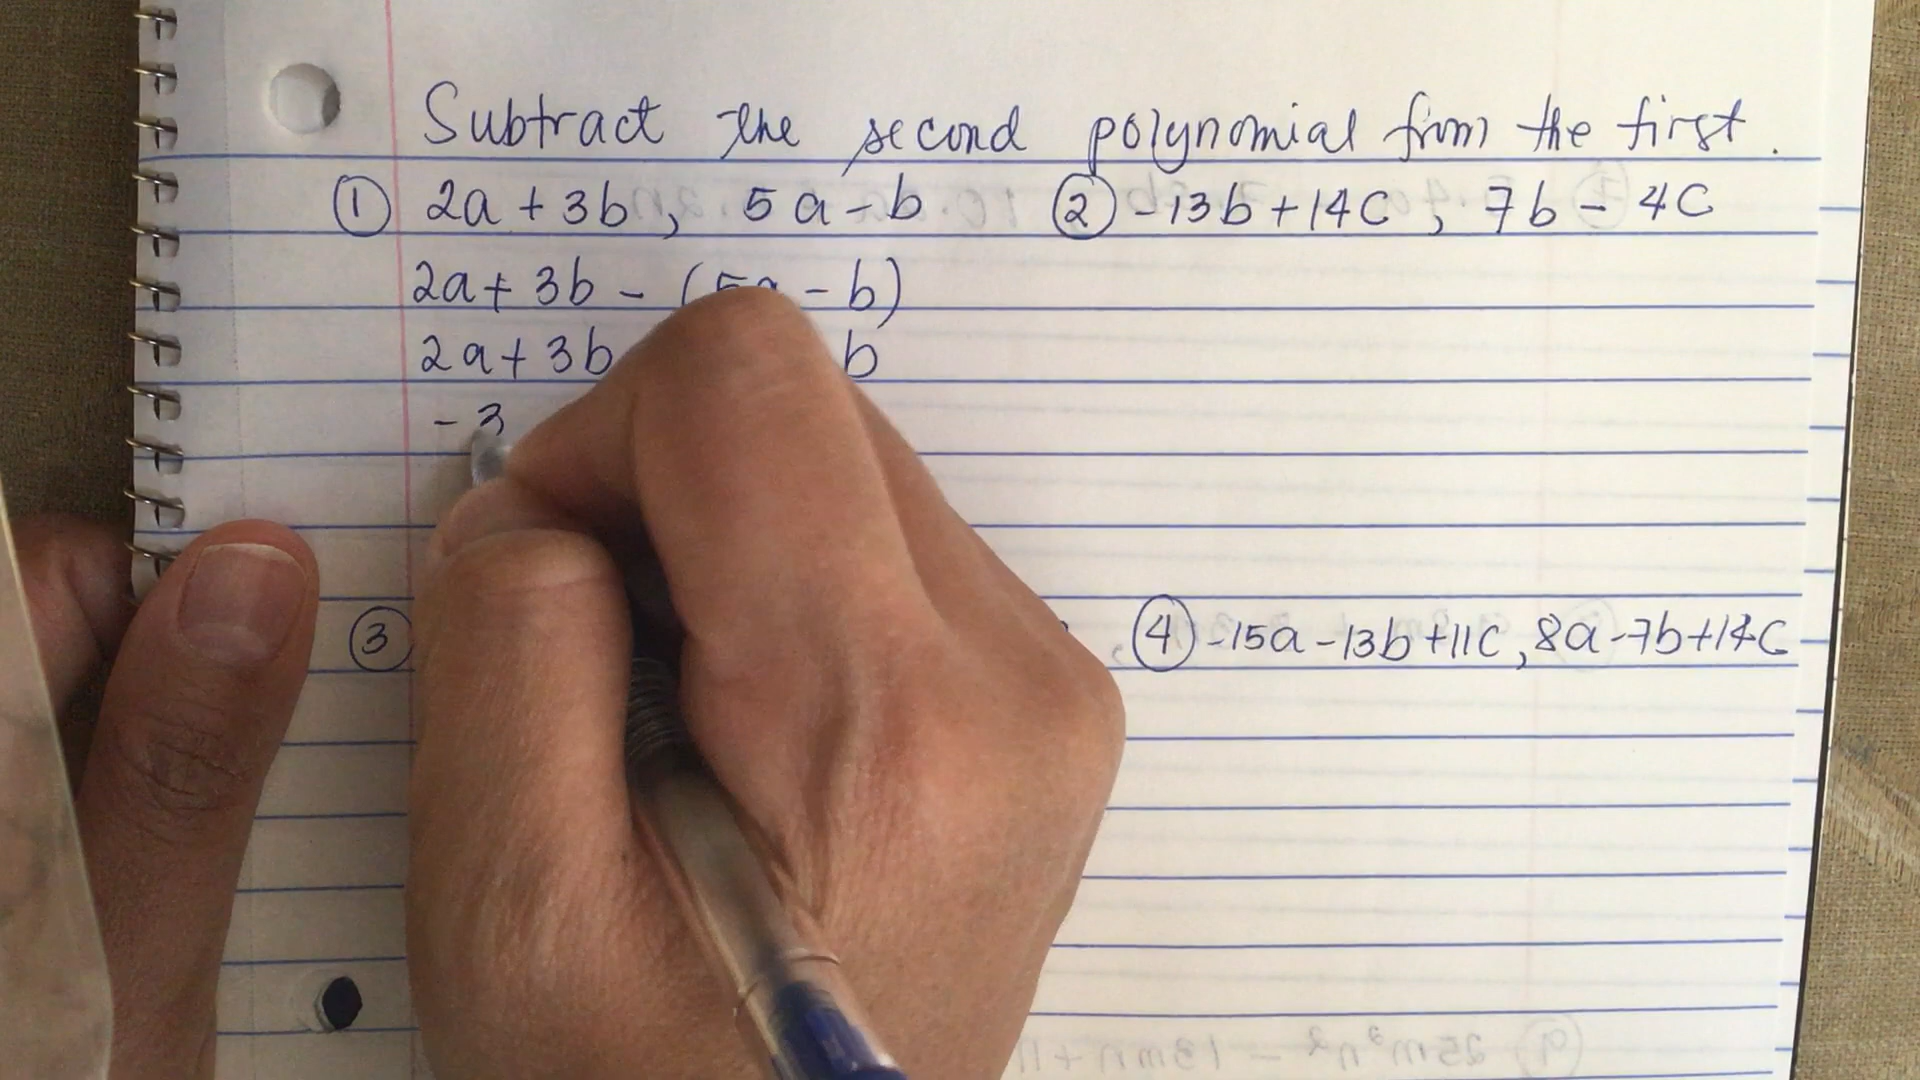 Subtract the second polynomial from the first.
① 2a + 3b, 5a - b ② -13b + 14C, 7b - 4C
2a + 3b - (5a - b)
2a + 3b b
- 3
③ ④ -15a - 13b + 11C, 8a - 7b + 14C